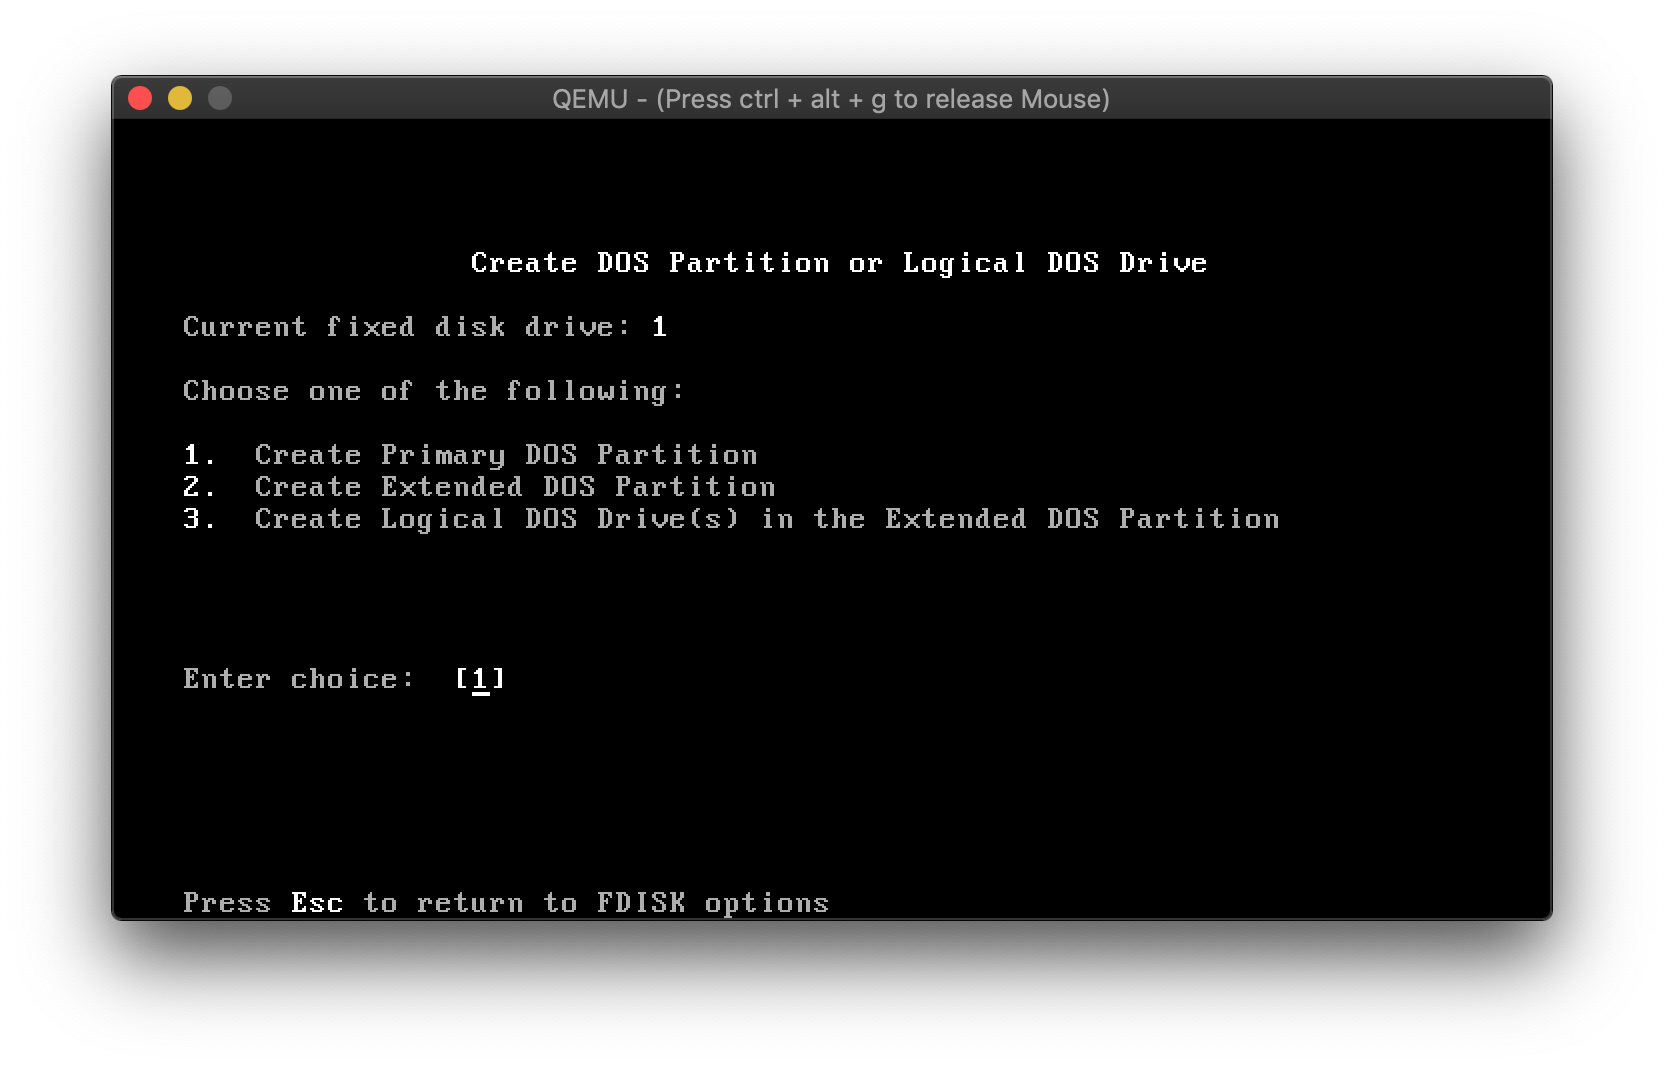 QEMU - (Press ctrl + alt + g to release Mouse)
Create DOS Partition or Logical DOS Drive
Current fixed disk drive: 1
Choose one of the following:
1.  Create Primary DOS Partition
2.  Create Extended DOS Partition
3.  Create Logical DOS Drive(s) in the Extended DOS Partition
Enter choice:  [1]
Press Esc to return to FDISK options